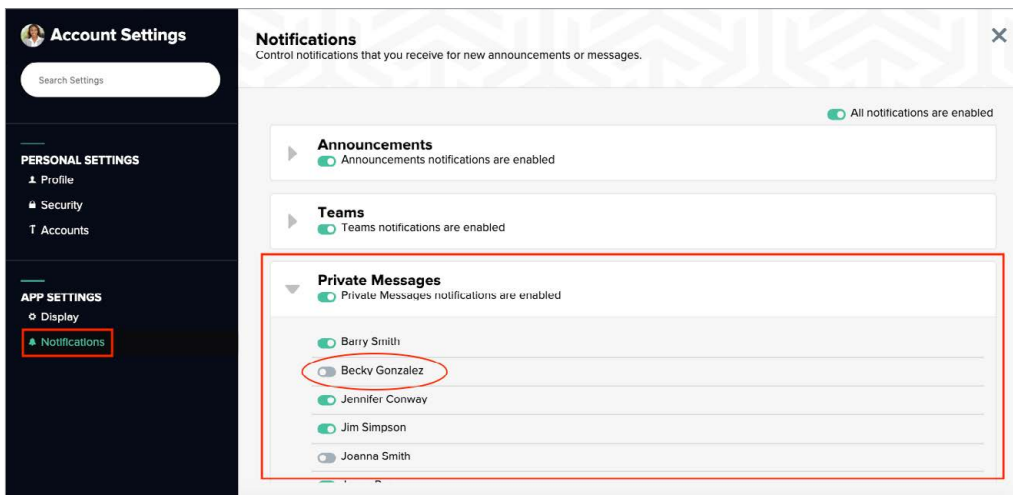 Account Settings
Search Settings
PERSONAL SETTINGS
Profile
Security
Accounts
APP SETTINGS
Display
Notifications
Notifications
Control notifications that you receive for new announcements or messages.
All notifications are enabled
Announcements
Announcements notifications are enabled
Teams
Teams notifications are enabled
Private Messages
Private Messages notifications are enabled
Barry Smith
Becky Gonzalez
Jennifer Conway
Jim Simpson
Joanna Smith